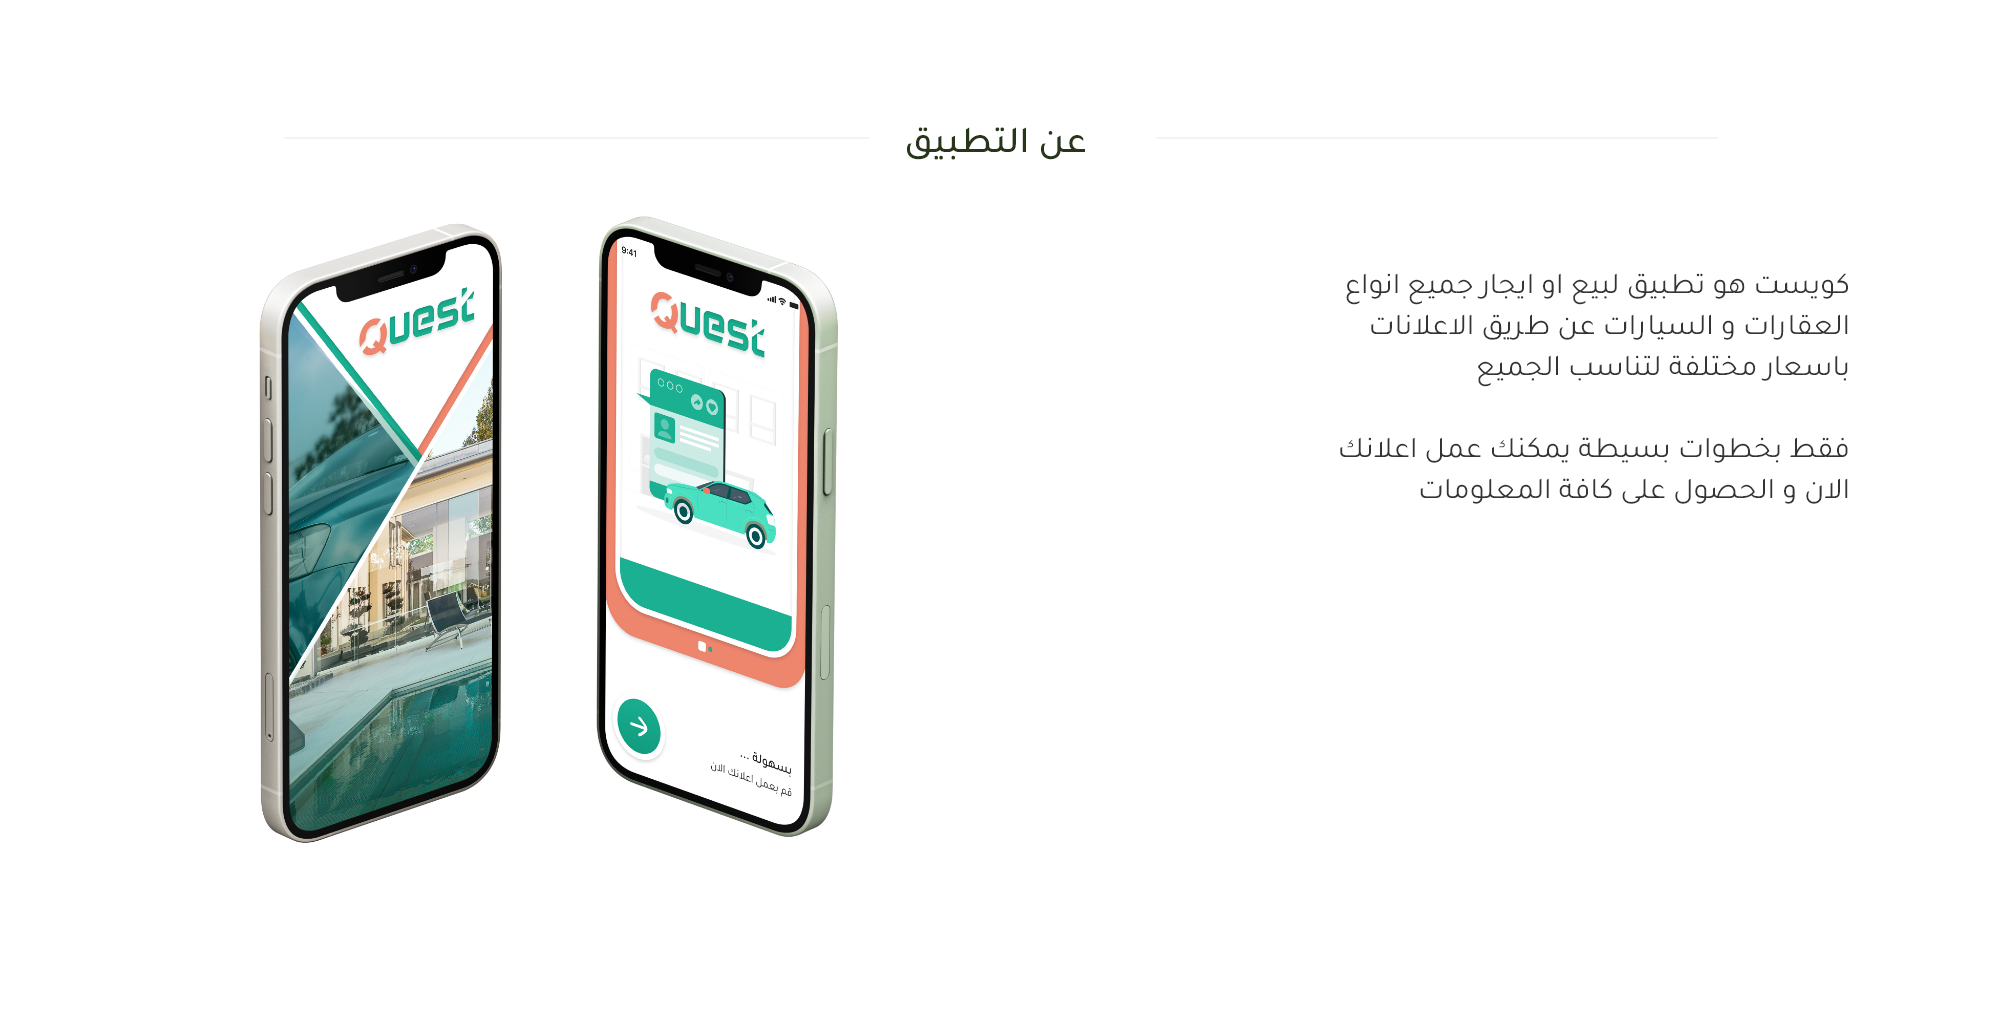 عن التطبيق
كويست هو تطبيق لبيع او ايجار جميع انواع
العقارات و السيارات عن طريق الاعلانات
باسعار مختلفة لتناسب الجميع
فقط بخطوات بسيطة يمكنك عمل اعلانك
الان و الحصول على كافة المعلومات
9:41
Quest
بسهولة ...
قم بعمل اعلانك الان
Quest